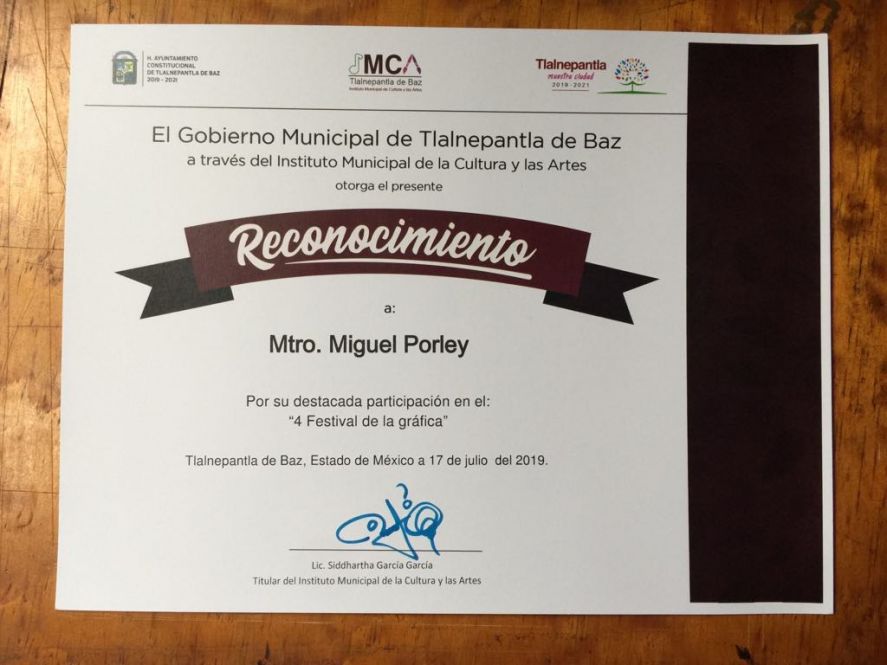 H. AYUNTAMIENTO
CONSTITUCIONAL
DE TLALNEPANTLA DE BAZ
2019 - 2021
MCA
Tlalnepantla de Baz
Instituto Municipal de Cultura y las Artes
Tlalnepantla
nuestra ciudad
2019 - 2021
El Gobierno Municipal de Tlalnepantla de Baz
a través del Instituto Municipal de la Cultura y las Artes
otorga el presente
Reconocimiento
a:
Mtro. Miguel Porley
Por su destacada participación en el:
“4 Festival de la gráfica”
Tlalnepantla de Baz, Estado de México a 17 de julio del 2019.
Lic. Siddhartha García García
Titular del Instituto Municipal de la Cultura y las Artes